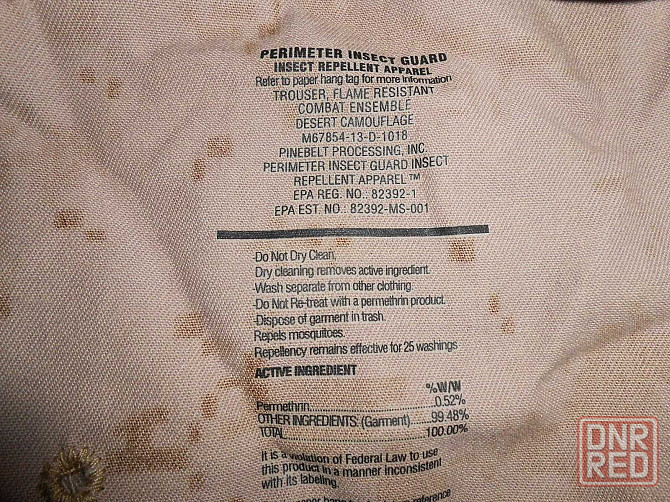 PERIMETER INSECT GUARD
INSECT REPELLENT APPAREL
Refer to paper hang tag for more information
TROUSER, FLAME RESISTANT
COMBAT ENSEMBLE
DESERT CAMOUFLAGE
M67854-13-D-1018
PINEBELT PROCESSING, INC.
PERIMETER INSECT GUARD INSECT
REPELLENT APPAREL™
EPA REG. NO.: 82392-1
EPA EST. NO.: 82392-MS-001
-Do Not Dry Clean.
Dry cleaning removes active ingredient.
-Wash separate from other clothing.
-Do Not Re-treat with a permethrin product.
-Dispose of garment in trash.
Repels mosquitoes.
Repellency remains effective for 25 washings
ACTIVE INGREDIENT
%W/W
Permethrin..............................0.52%
OTHER INGREDIENTS: (Garment)....99.48%
TOTAL...................................100.00%
It is a violation of Federal Law to use
this product in a manner inconsistent
with its labeling.
reference
DNR
RED